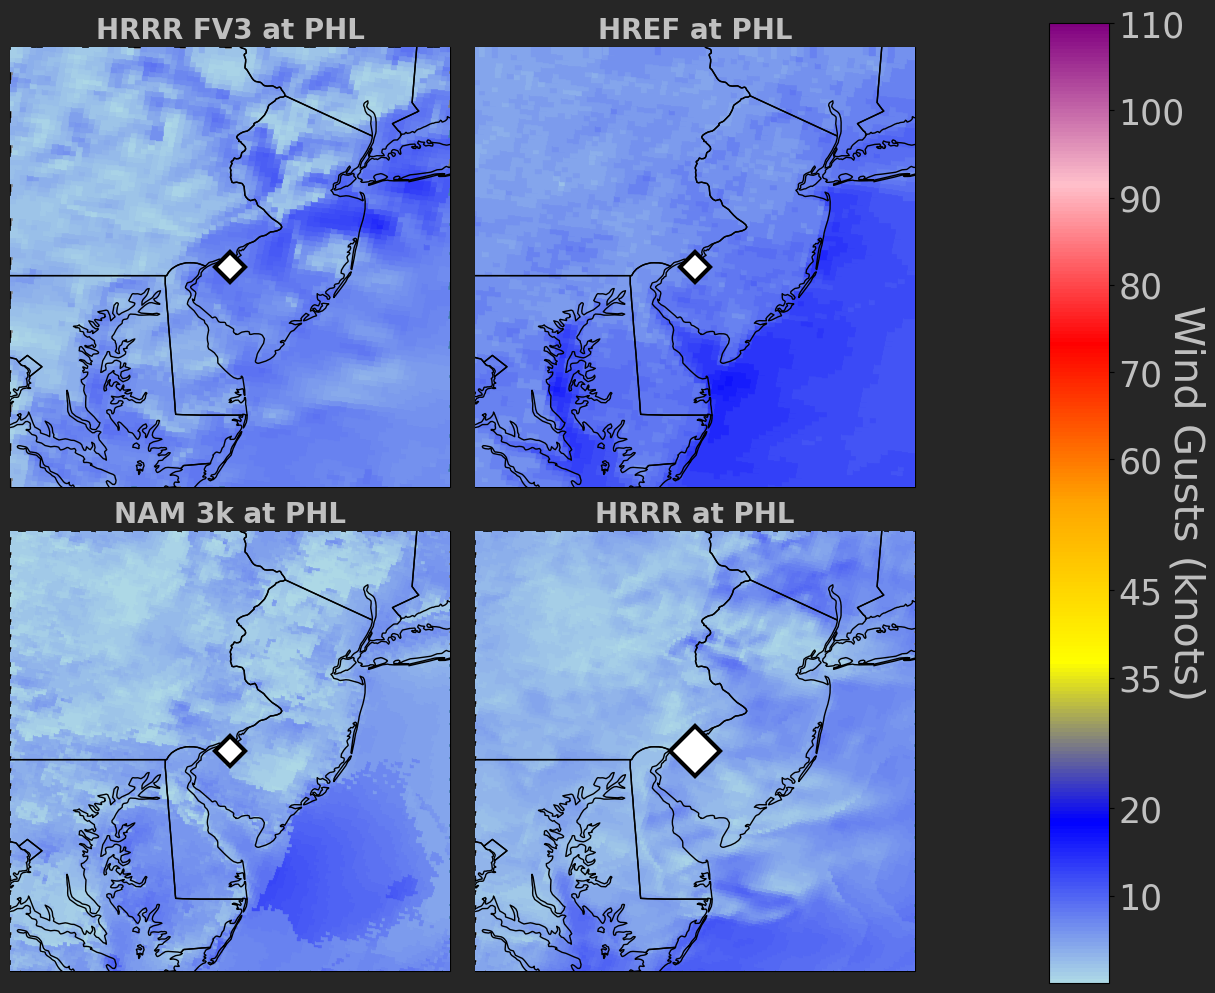 HRRR FV3 at PHL
HREF at PHL
NAM 3k at PHL
HRRR at PHL
110
100
90
80
70
60
45
35
20
10
Wind Gusts (knots)